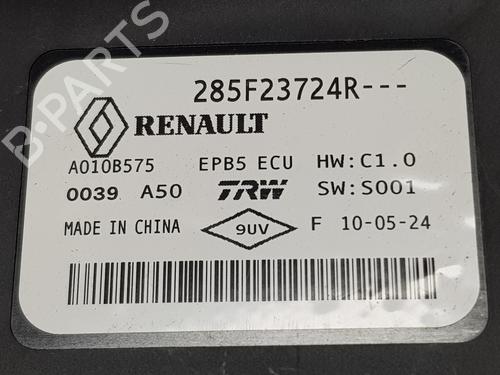 285F23724R---
RENAULT
A010B575 EPB5 ECU HW:C1.0
0039 A50 TRW SW:S001
MADE IN CHINA 9UV F 10-05-24
B-PARTS